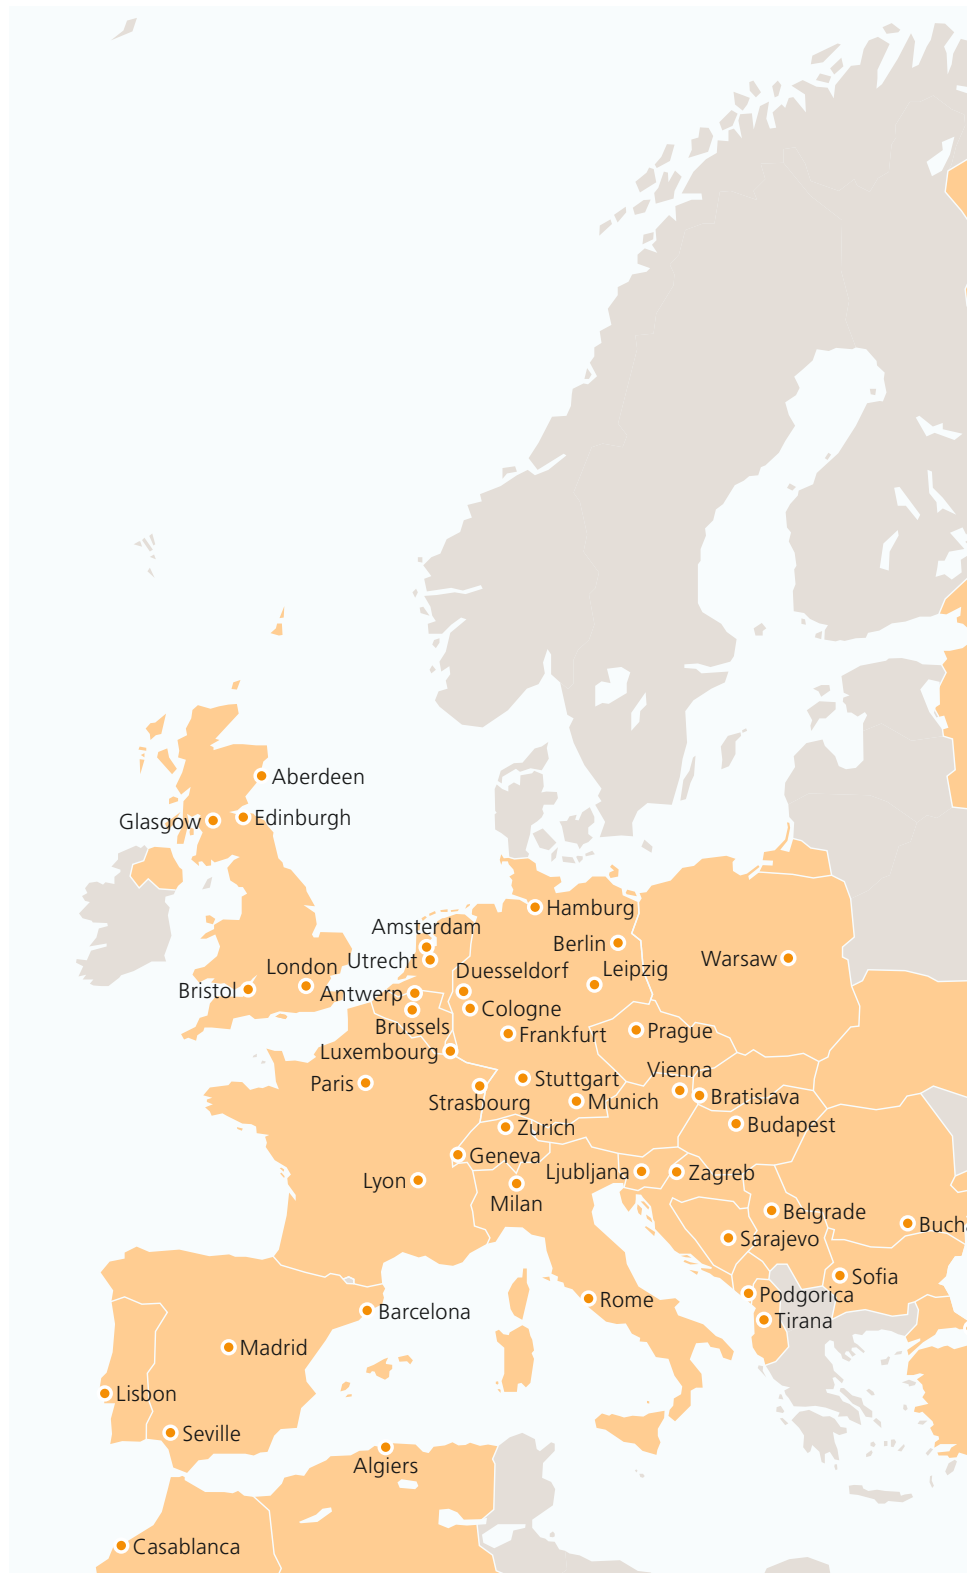 Aberdeen
Glasgow
Edinburgh
Hamburg
Amsterdam
Berlin
Utrecht
Warsaw
London
Duesseldorf
Leipzig
Bristol
Antwerp
Cologne
Brussels
Frankfurt
Prague
Luxembourg
Vienna
Paris
Stuttgart
Strasbourg
Munich
Bratislava
Zurich
Budapest
Geneva
Lyon
Ljubljana
Zagreb
Milan
Belgrade
Bucha
Sarajevo
Sofia
Podgorica
Rome
Barcelona
Tirana
Madrid
Lisbon
Seville
Algiers
Casablanca